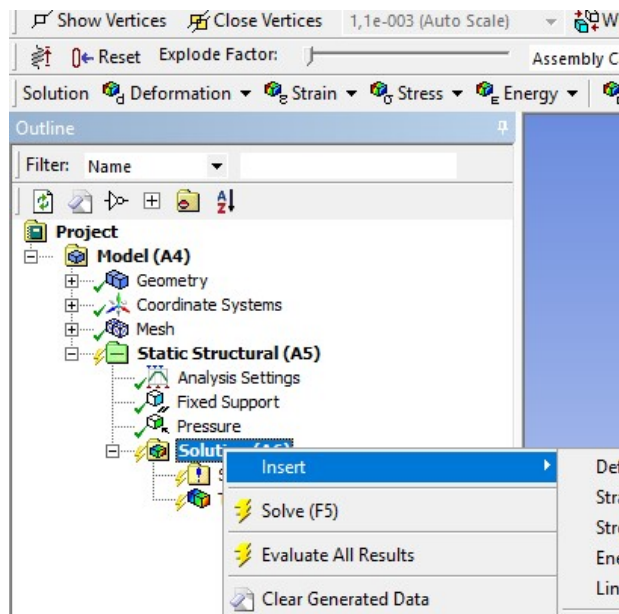 Show Vertices Close Vertices 1,1e-003 (Auto Scale)
Reset Explode Factor: Assembly
Solution Deformation Strain Stress Energy
Outline
Filter: Name
Project
Model (A4)
Geometry
Coordinate Systems
Mesh
Static Structural (A5)
Analysis Settings
Fixed Support
Pressure
Insert
Solve (F5)
Evaluate All Results
Clear Generated Data